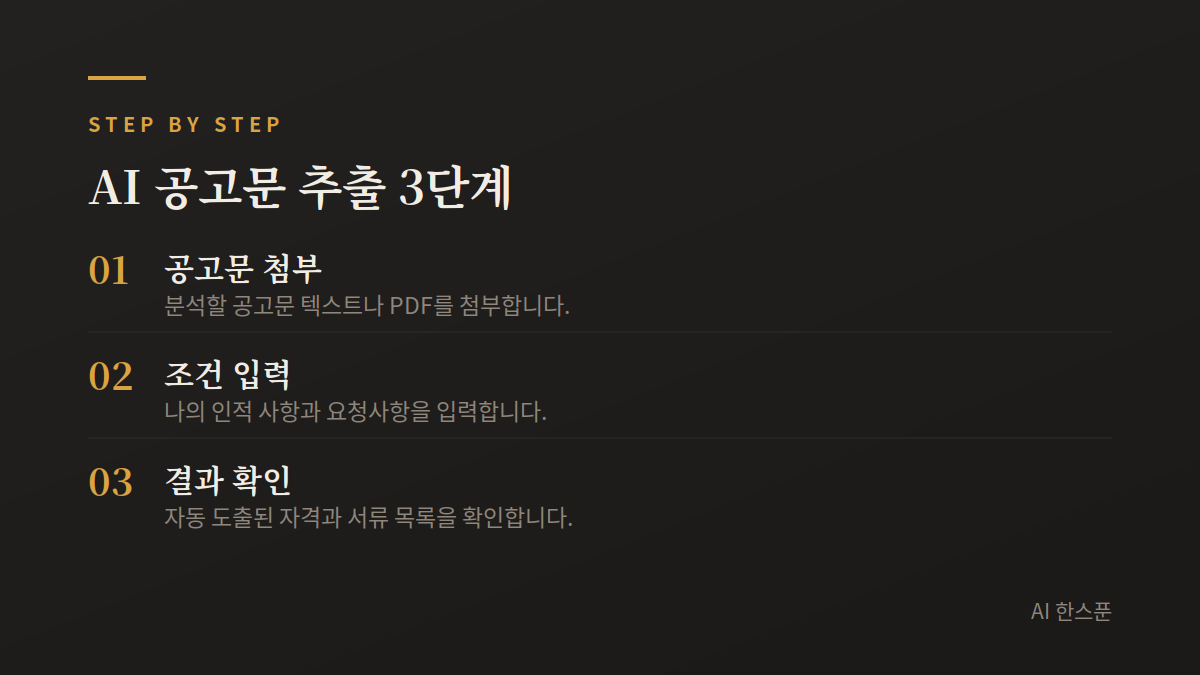 STEP BY STEP
AI 공고문 추출 3단계
01 공고문 첨부
분석할 공고문 텍스트나 PDF를 첨부합니다.
02 조건 입력
나의 인적 사항과 요청사항을 입력합니다.
03 결과 확인
자동 도출된 자격과 서류 목록을 확인합니다.
AI 한스푼